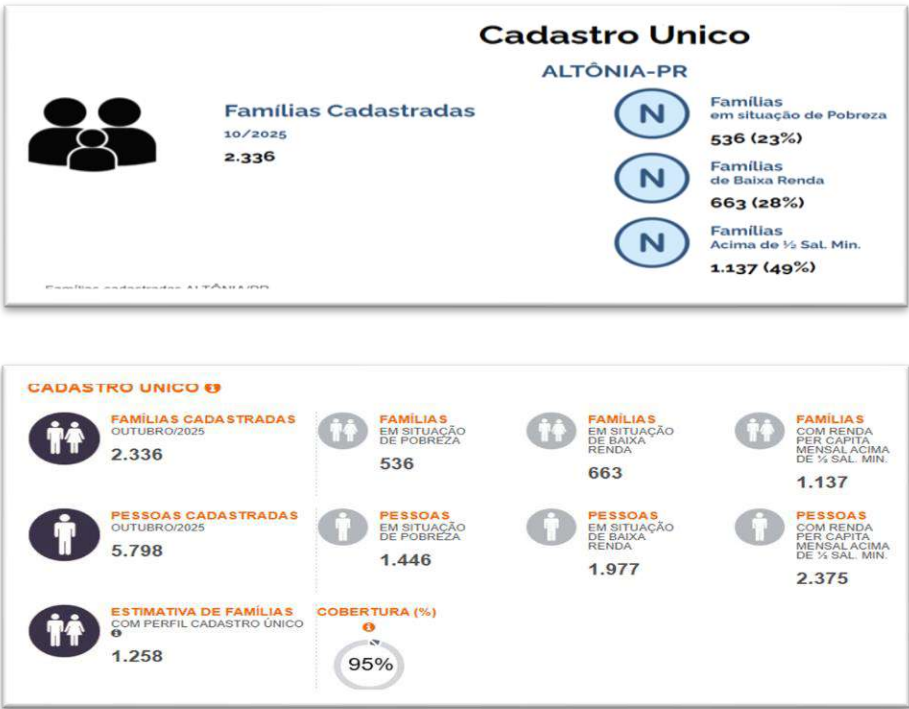 Cadastro Unico
ALTÔNIA-PR
Famílias Cadastradas
10/2025
2.336
N
Famílias
em situação de Pobreza
536 (23%)
N
Famílias
de Baixa Renda
663 (28%)
N
Famílias
Acima de ½ Sal. Min.
1.137 (49%)
Famílias cadastradas ALTÔNIA/PR
CADASTRO UNICO
FAMÍLIAS CADASTRADAS
OUTUBRO/2025
2.336
FAMÍLIAS
EM SITUAÇÃO
DE POBREZA
536
FAMÍLIAS
EM SITUAÇÃO
DE BAIXA
RENDA
663
FAMÍLIAS
COM RENDA
PER CAPITA
MENSAL ACIMA
DE ½ SAL. MIN.
1.137
PESSOAS CADASTRADAS
OUTUBRO/2025
5.798
PESSOAS
EM SITUAÇÃO
DE POBREZA
1.446
PESSOAS
EM SITUAÇÃO
DE BAIXA
RENDA
1.977
PESSOAS
COM RENDA
PER CAPITA
MENSAL ACIMA
DE ½ SAL. MIN.
2.375
ESTIMATIVA DE FAMÍLIAS
COM PERFIL CADASTRO ÚNICO
1.258
COBERTURA (%)
95%